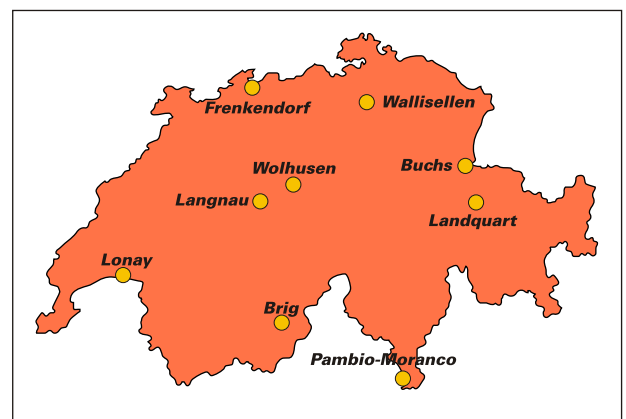 Frenkendorf
Wallisellen
Wolhusen
Buchs
Langnau
Landquart
Lonay
Brig
Pambio-Moranco